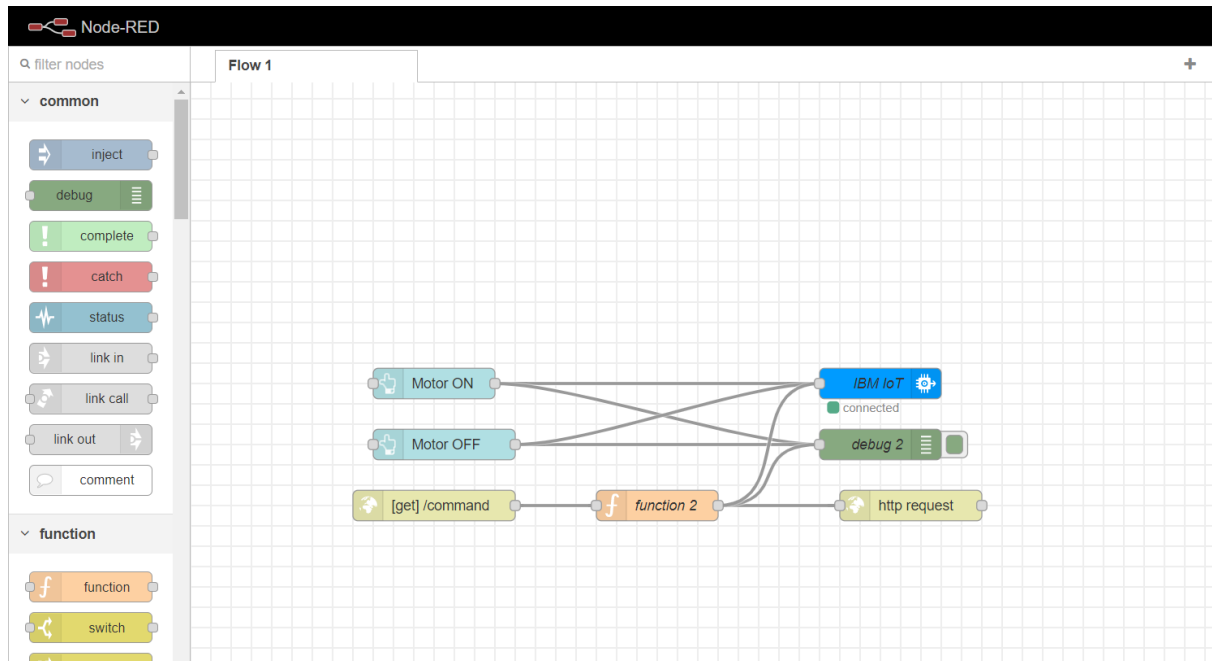 Node-RED
filter nodes
Flow 1
+
common
inject
debug
complete
catch
status
link in
link call
link out
comment
function
function
switch
Motor ON
IBM IoT
connected
Motor OFF
debug 2
[get] /command
function 2
http request